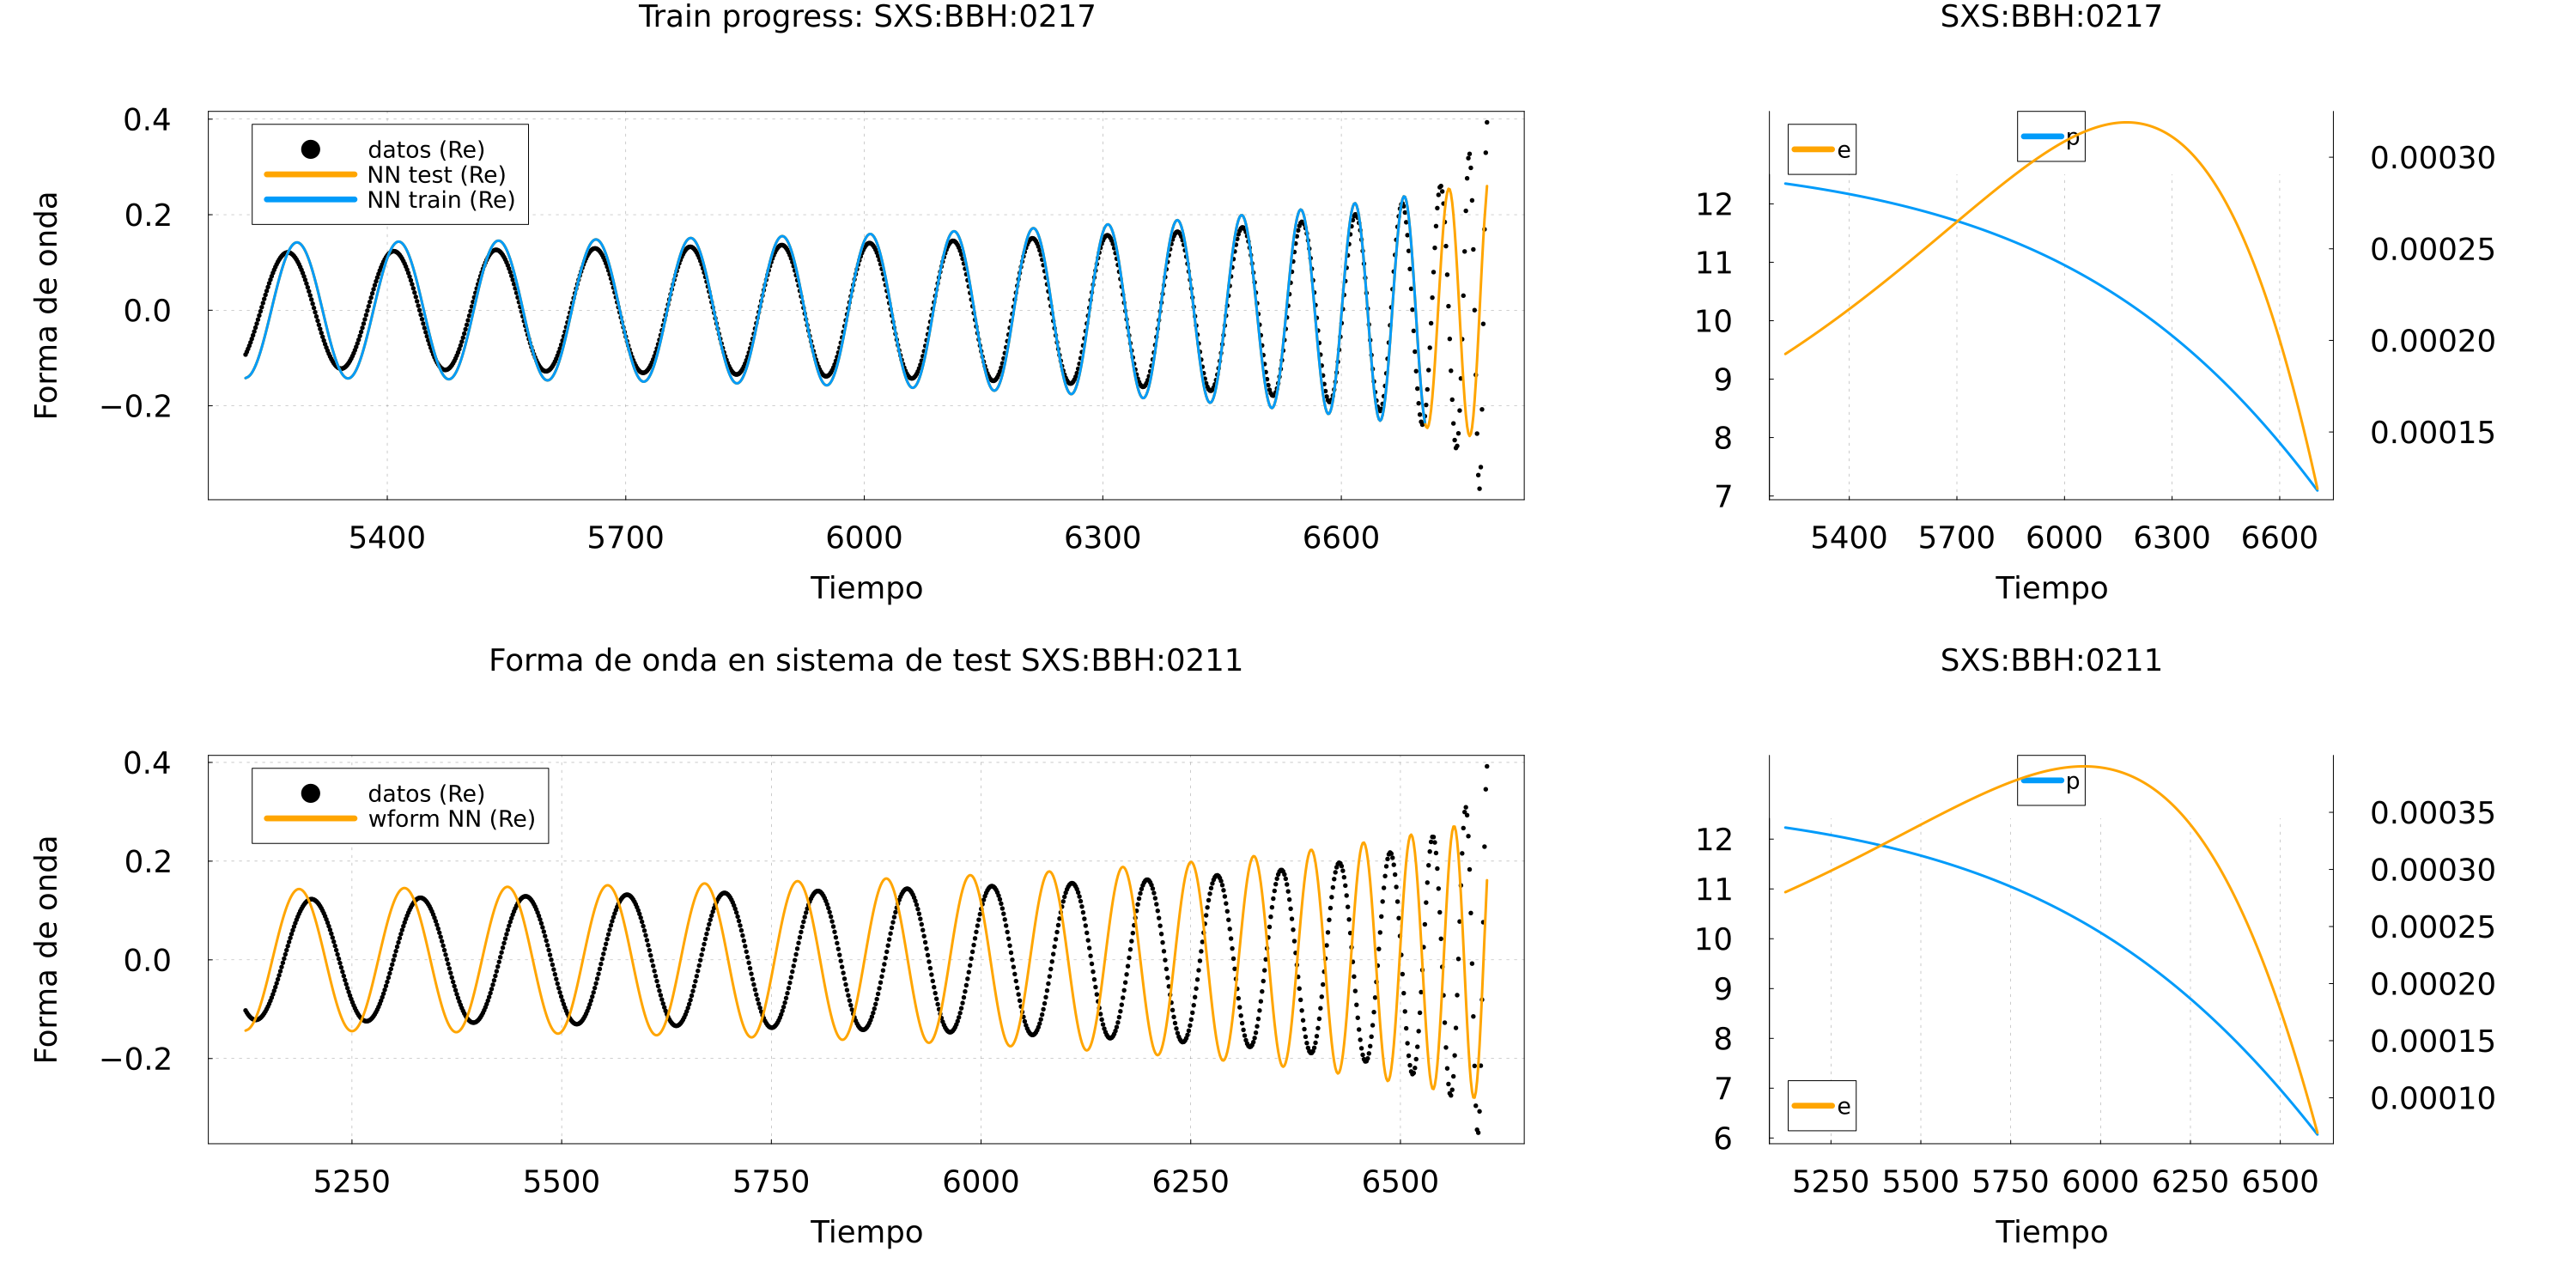 Train progress: SXS:BBH:0217
Forma de onda
0.4
0.2
0.0
−0.2
datos (Re)
NN test (Re)
NN train (Re)
5400 5700 6000 6300 6600
Tiempo
SXS:BBH:0217
e
p
12
11
10
9
8
7
0.00030
0.00025
0.00020
0.00015
5400 5700 6000 6300 6600
Tiempo
Forma de onda en sistema de test SXS:BBH:0211
Forma de onda
0.4
0.2
0.0
−0.2
datos (Re)
wform NN (Re)
5250 5500 5750 6000 6250 6500
Tiempo
SXS:BBH:0211
p
e
12
11
10
9
8
7
6
0.00035
0.00030
0.00025
0.00020
0.00015
0.00010
5250 5500 5750 6000 6250 6500
Tiempo